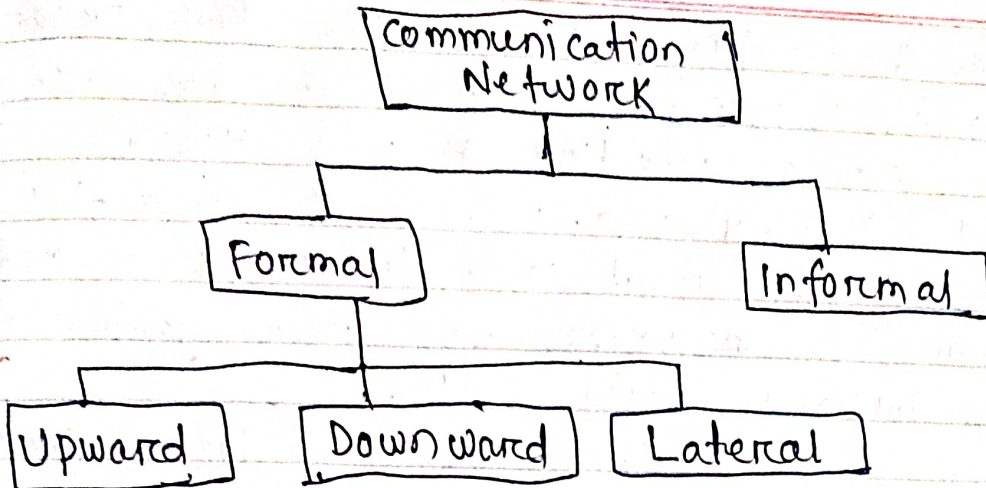 Communication
Network
Formal
Informal
Upward
Downward
Lateral